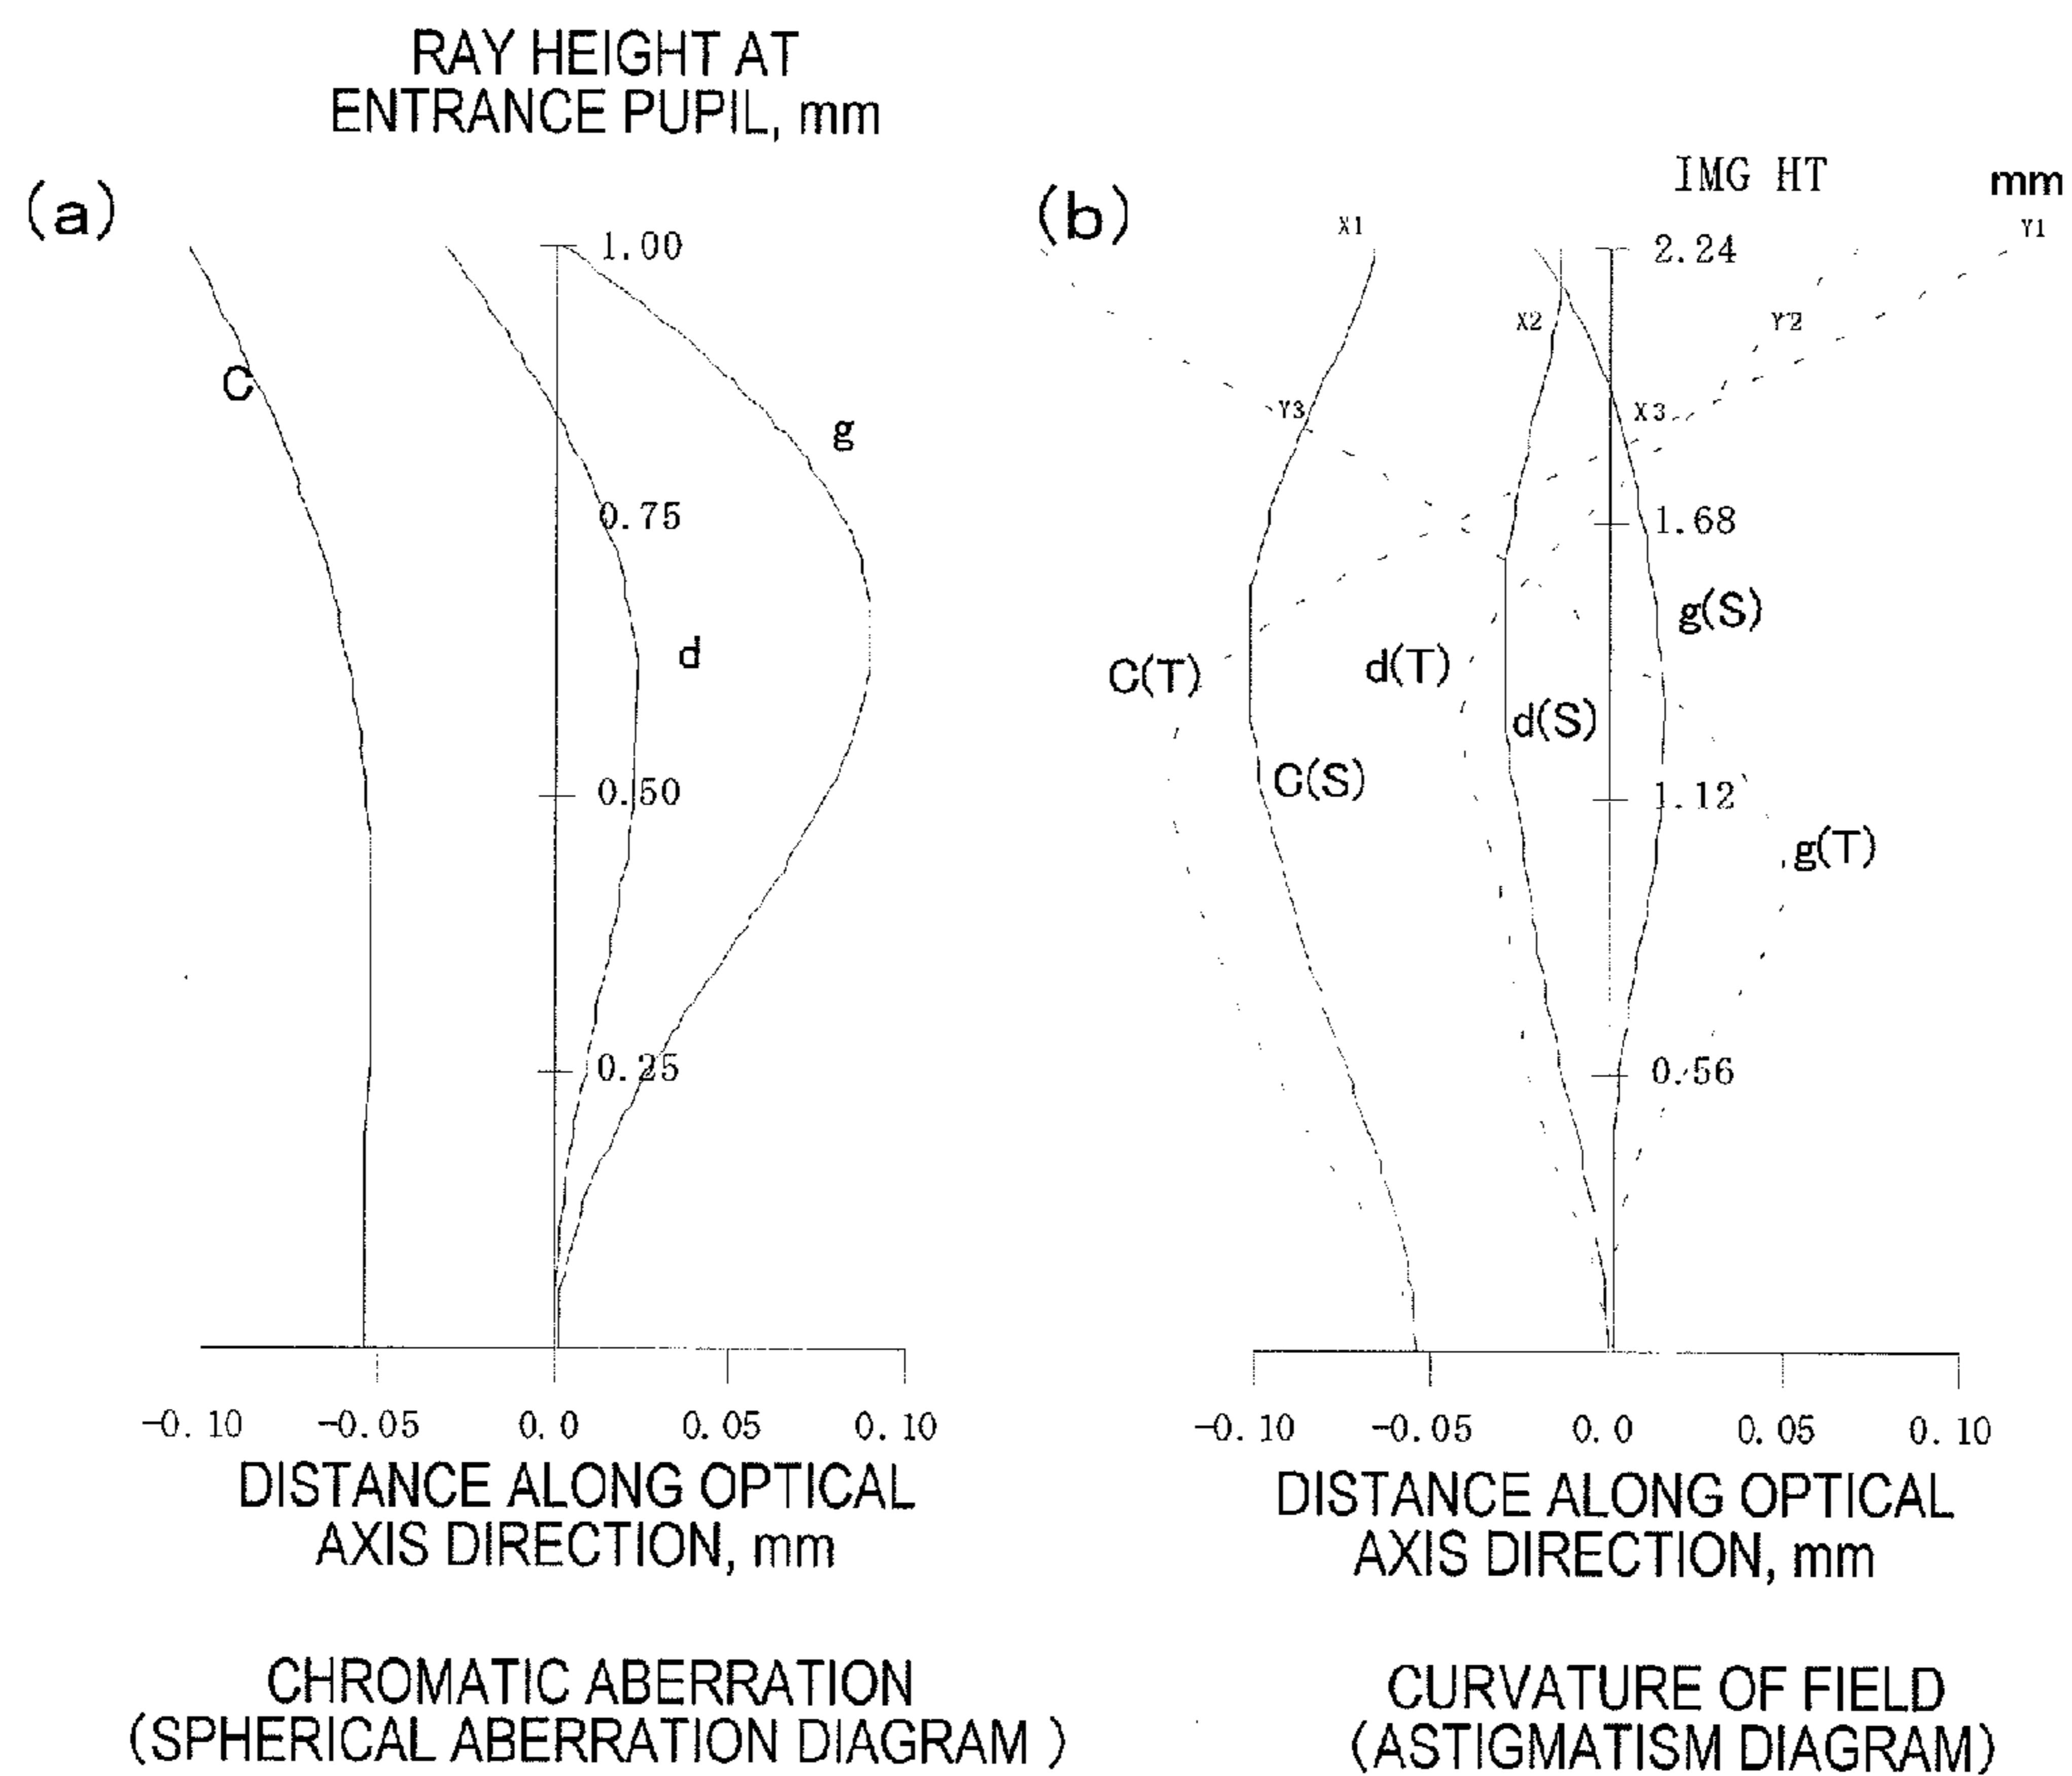 RAY HEIGHT AT
ENTRANCE PUPIL, mm
(a)
1.00
C
g
0.75
d
0.50
0.25
-0.10 -0.05 0.0 0.05 0.10
DISTANCE ALONG OPTICAL
AXIS DIRECTION, mm
CHROMATIC ABERRATION
(SPHERICAL ABERRATION DIAGRAM )
(b)
IMG HT mm
X1 Y1
2.24
X2 Y2
Y3 X3
1.68
g(S)
C(T) d(T)
d(S)
C(S) 1.12
g(T)
0.56
-0.10 -0.05 0.0 0.05 0.10
DISTANCE ALONG OPTICAL
AXIS DIRECTION, mm
CURVATURE OF FIELD
(ASTIGMATISM DIAGRAM)